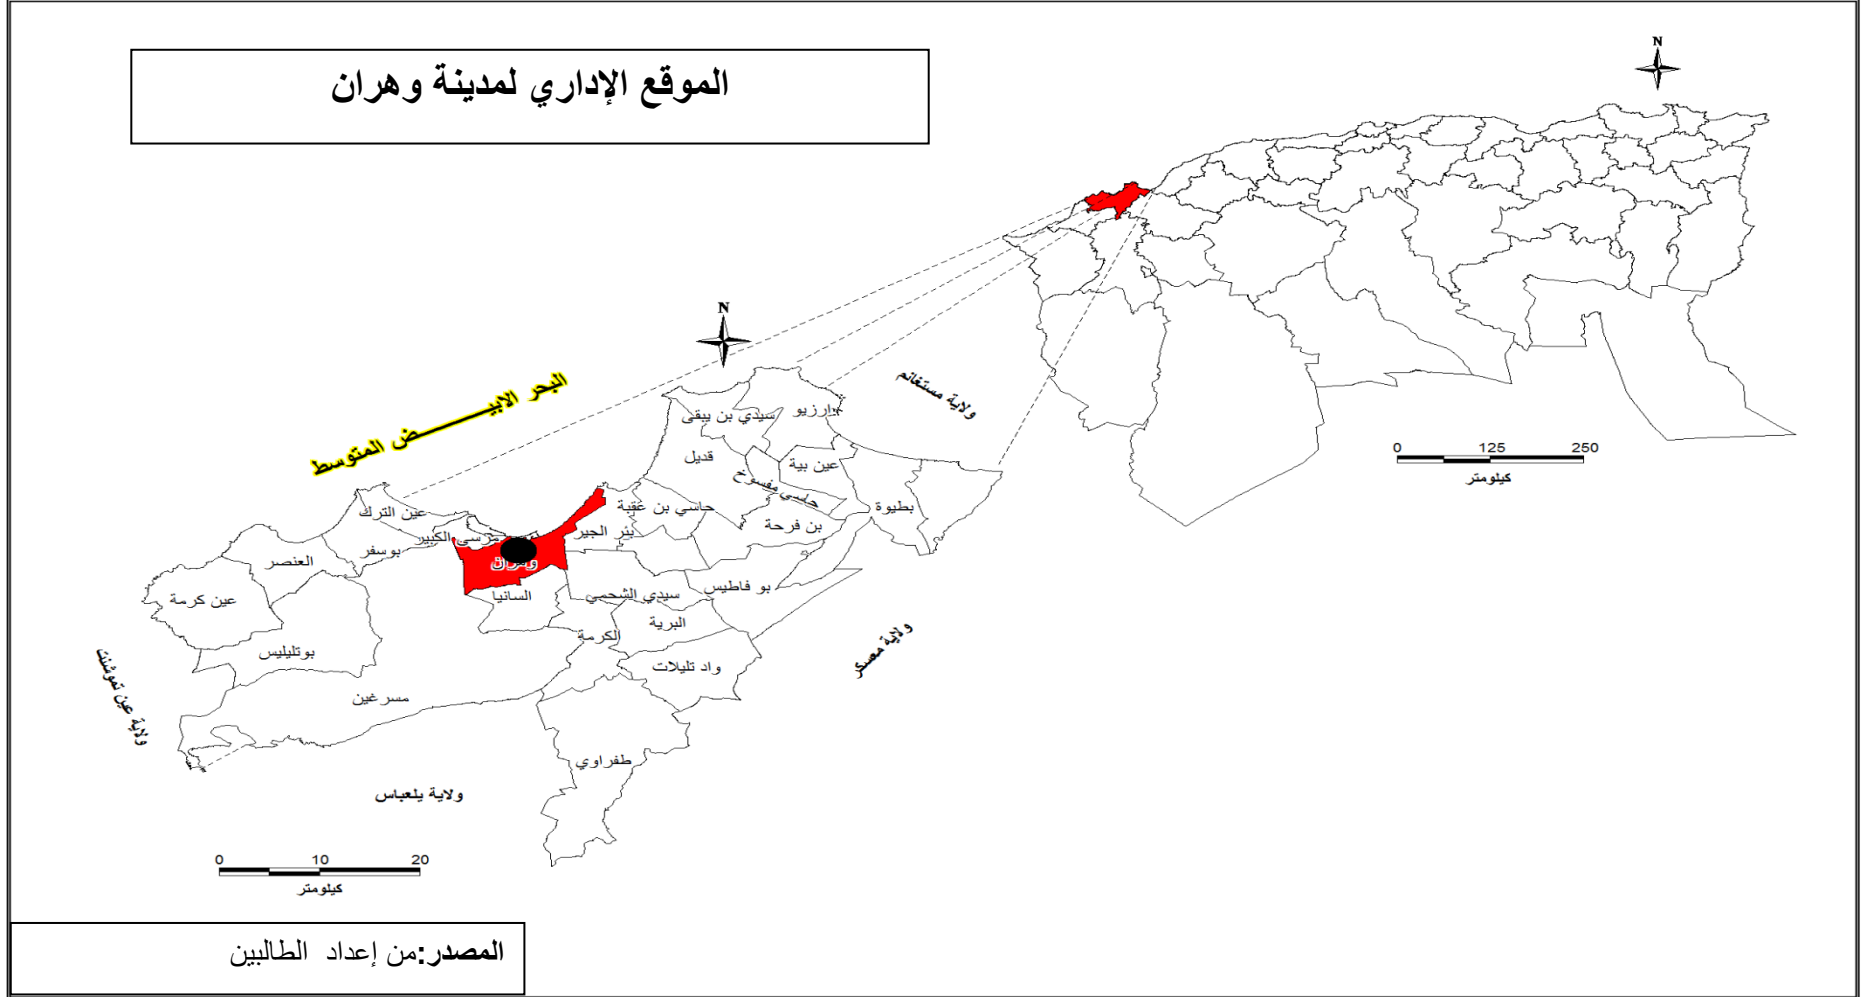 الموقع الإداري لمدينة وهران
N
0 125 250
كيلومتر
N
البحر الابيـــــــض المتوسط
ولاية مستغانم
سيدي بن يبقى
ارزيو
قديل
عين بية
حاسي مفسوخ
حاسي بن عقبة
بطيوة
بن فرحة
عين الترك
بئر الجير
مرسى الكبير
بوسفر
العنصر
وهران
عين كرمة
السانيا
سيدي الشحمي
بو فاطيس
البرية
الكرمة
بوتليليس
واد تليلات
مسرغين
طفراوي
ولاية معسكر
ولاية عين تموشنت
ولاية بلعباس
0 10 20
كيلومتر
المصدر:من إعداد الطالبين